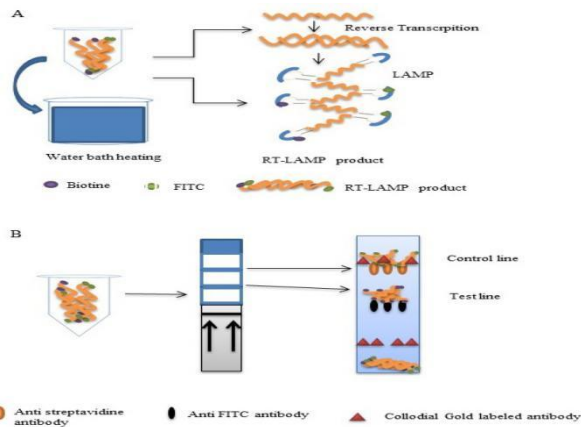 A
Reverse Transcrpition
LAMP
Water bath heating
RT-LAMP product
Biotine
FITC
RT-LAMP product
B
Control line
Test line
Anti streptavidine
antibody
Anti FITC antibody
Collodial Gold labeled antibody